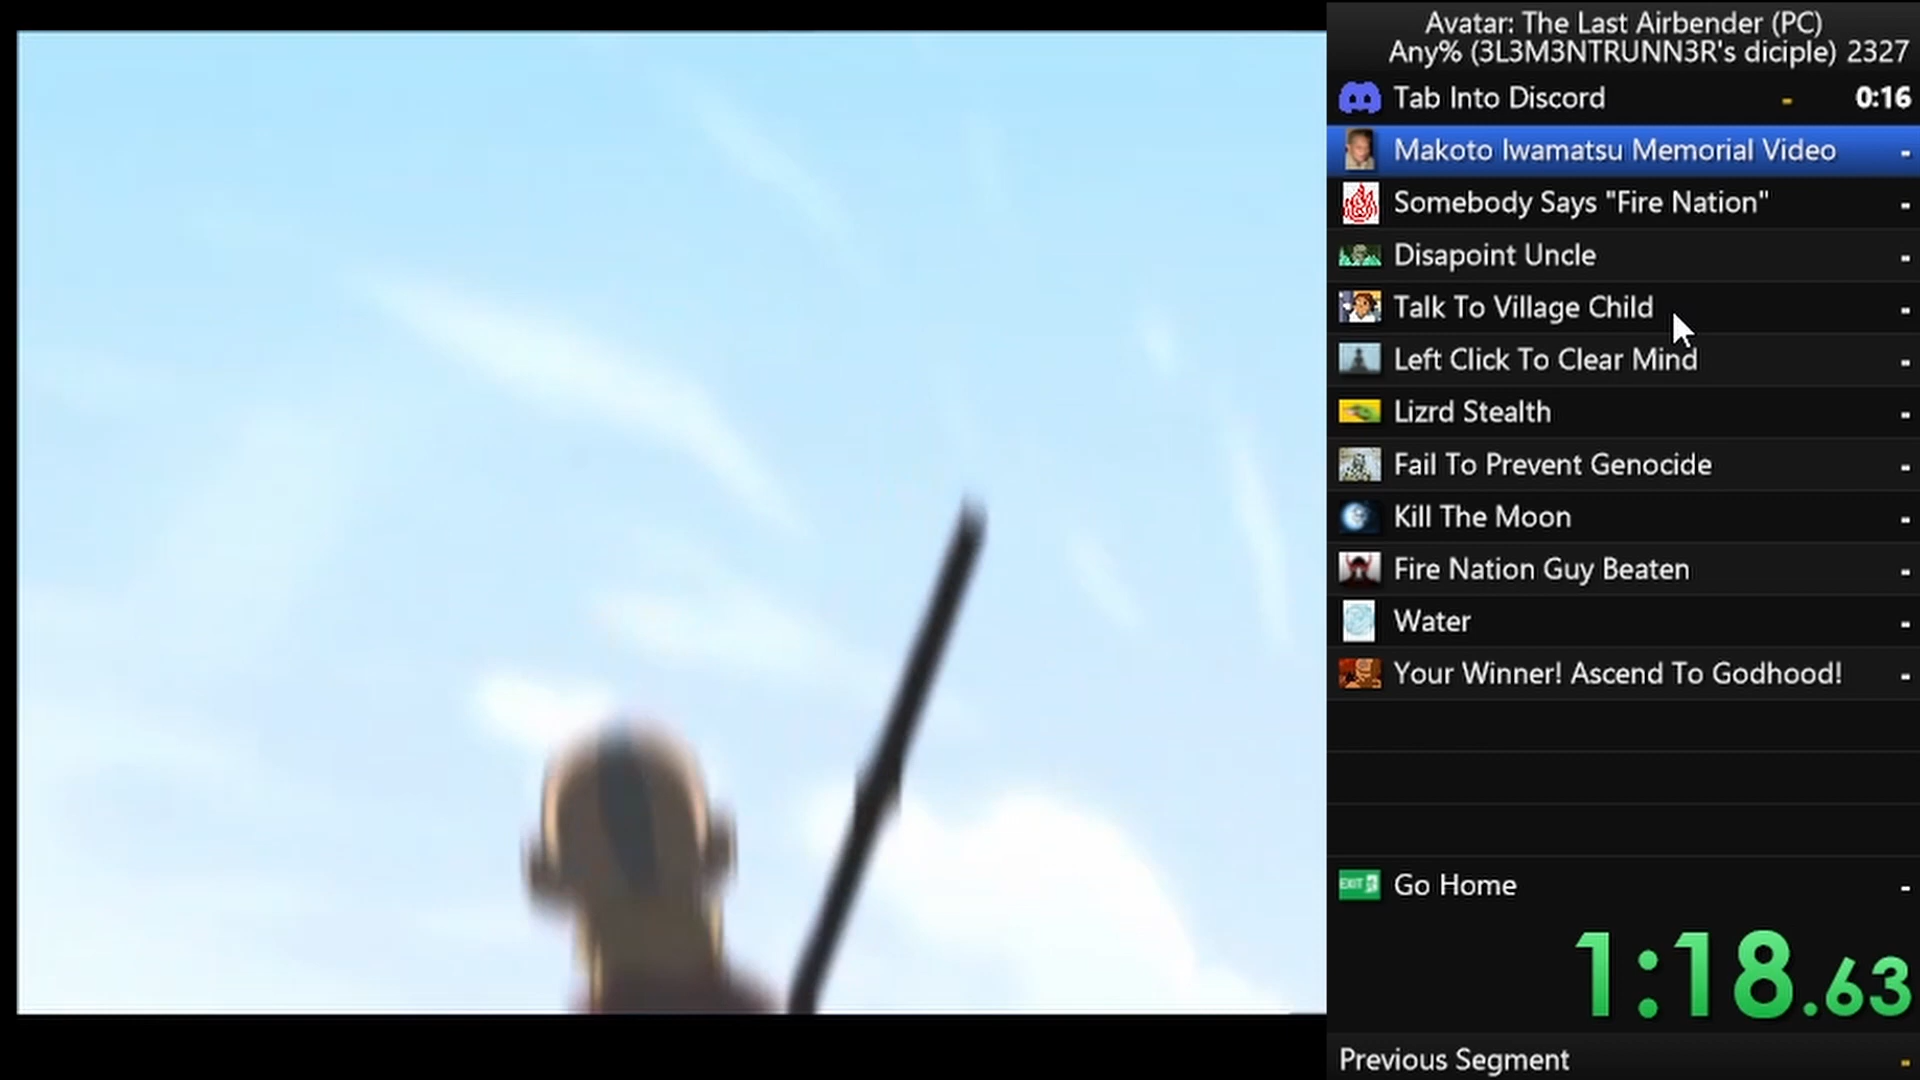 Avatar: The Last Airbender (PC)
Any% (3L3M3NTRUNN3R's diciple) 2327
Tab Into Discord - 0:16
Makoto Iwamatsu Memorial Video -
Somebody Says "Fire Nation" -
Disapoint Uncle -
Talk To Village Child -
Left Click To Clear Mind -
Lizrd Stealth -
Fail To Prevent Genocide -
Kill The Moon -
Fire Nation Guy Beaten -
Water -
Your Winner! Ascend To Godhood! -
EXIT Go Home -
1:18.63
Previous Segment -